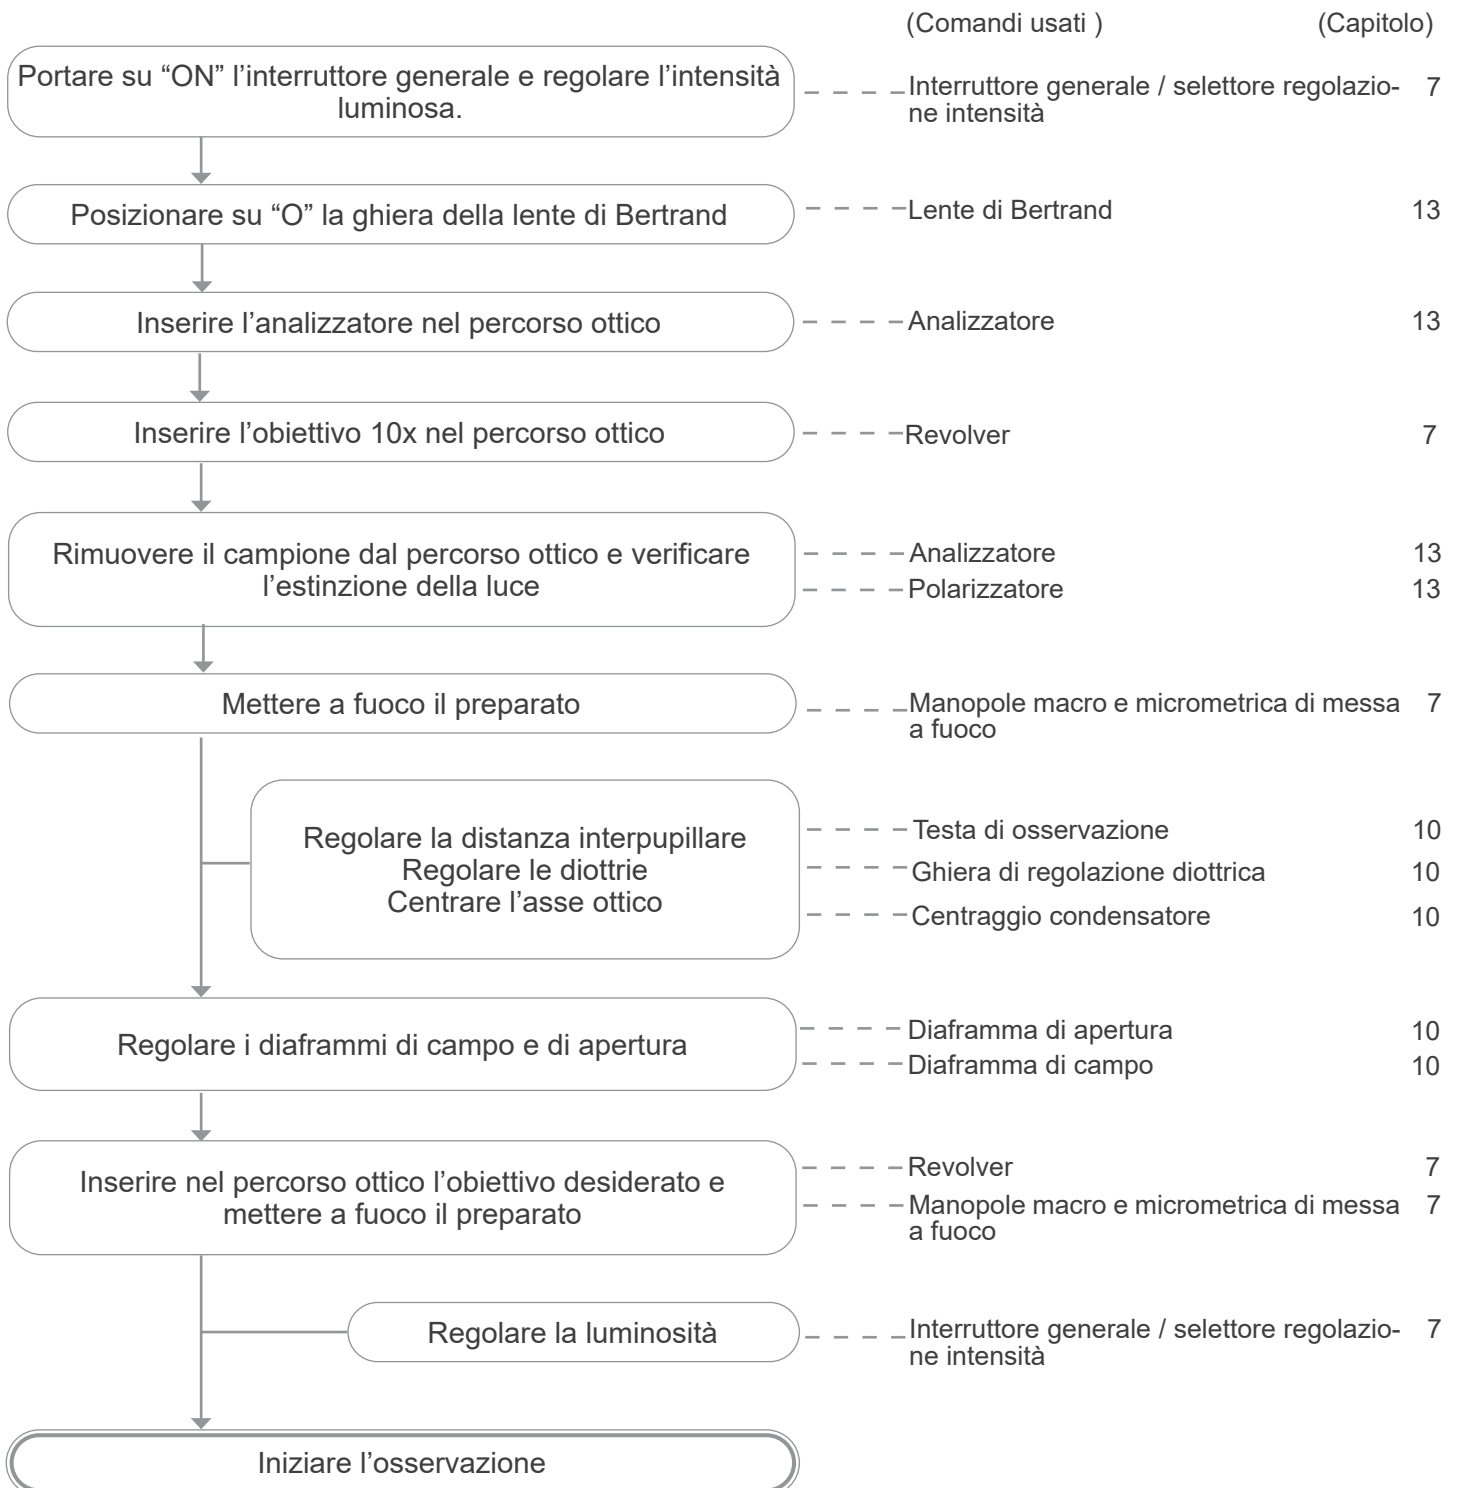 (Comandi usati )
(Capitolo)
Portare su “ON” l’interruttore generale e regolare l’intensità
luminosa.
Interruttore generale / selettore regolazio-
ne intensità
7
Posizionare su “O” la ghiera della lente di Bertrand
Lente di Bertrand
13
Inserire l’analizzatore nel percorso ottico
Analizzatore
13
Inserire l’obiettivo 10x nel percorso ottico
Revolver
7
Rimuovere il campione dal percorso ottico e verificare
l’estinzione della luce
Analizzatore
13
Polarizzatore
13
Mettere a fuoco il preparato
Manopole macro e micrometrica di messa
a fuoco
7
Regolare la distanza interpupillare
Regolare le diottrie
Centrare l’asse ottico
Testa di osservazione
10
Ghiera di regolazione diottrica
10
Centraggio condensatore
10
Regolare i diaframmi di campo e di apertura
Diaframma di apertura
10
Diaframma di campo
10
Inserire nel percorso ottico l’obiettivo desiderato e
mettere a fuoco il preparato
Revolver
7
Manopole macro e micrometrica di messa
a fuoco
7
Regolare la luminosità
Interruttore generale / selettore regolazio-
ne intensità
7
Iniziare l’osservazione